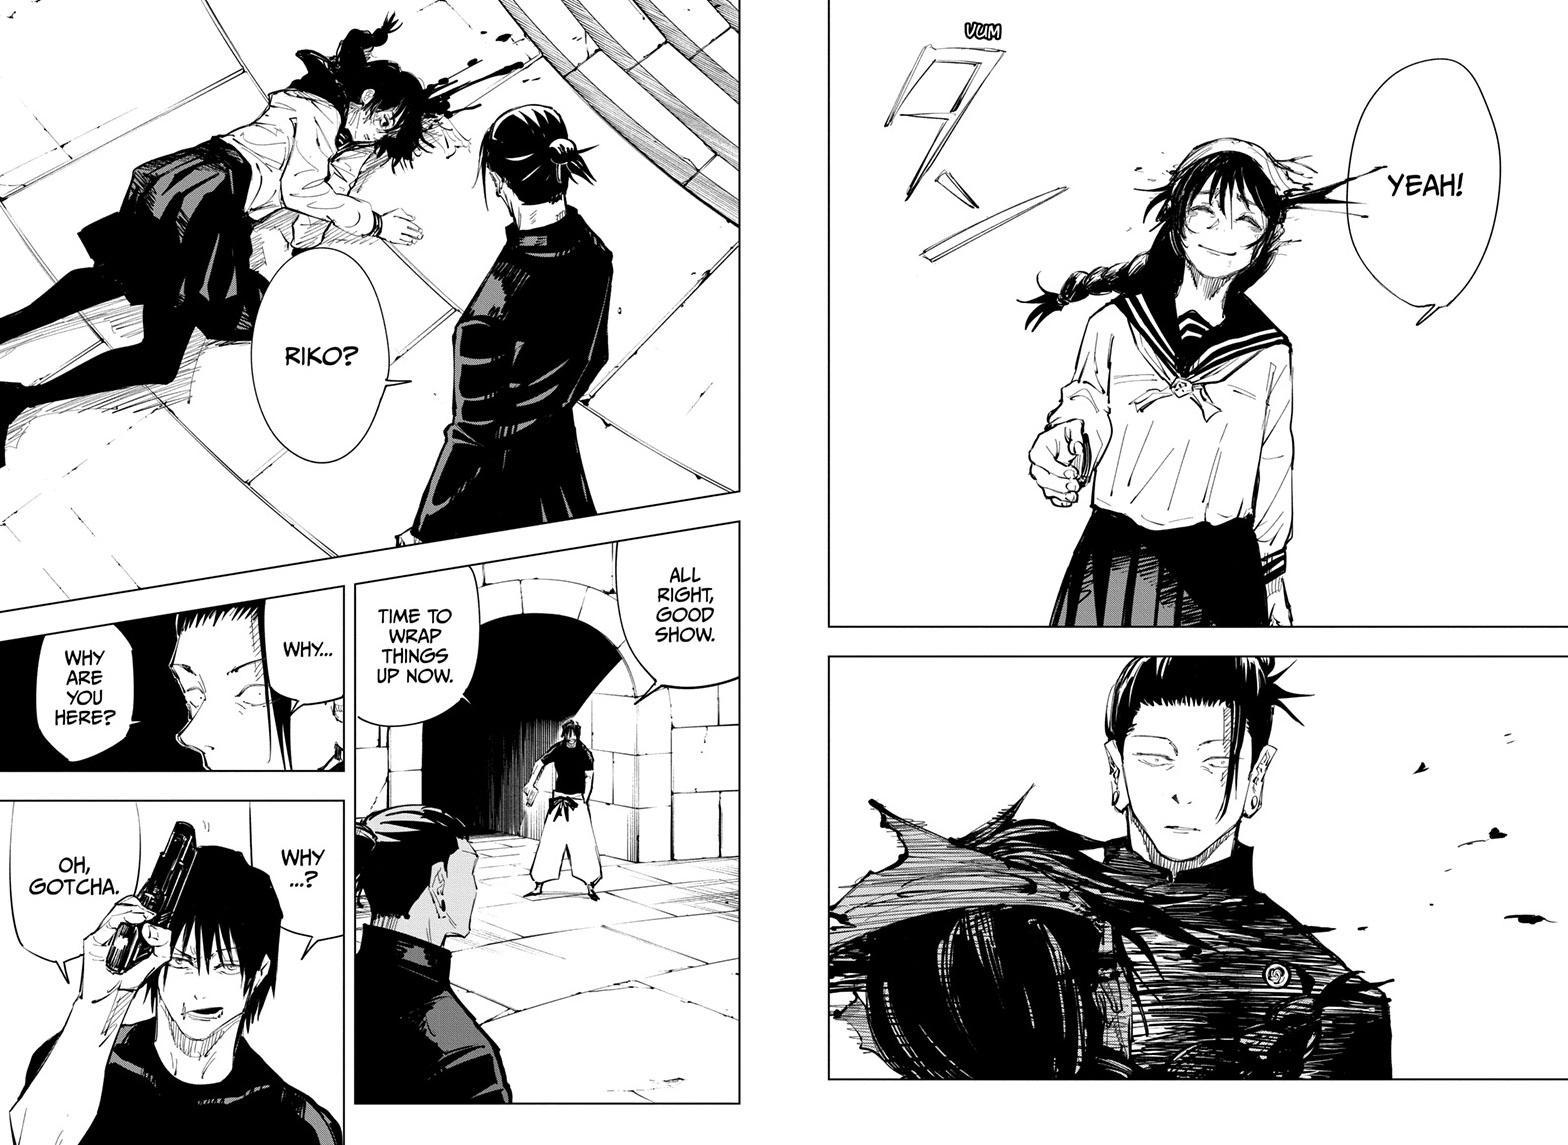 VUM
タン
YEAH!
RIKO?
ALL
RIGHT,
GOOD
SHOW.
TIME TO
WRAP
THINGS
UP NOW.
WHY...
WHY
ARE
YOU
HERE?
WHY
...?
OH,
GOTCHA.